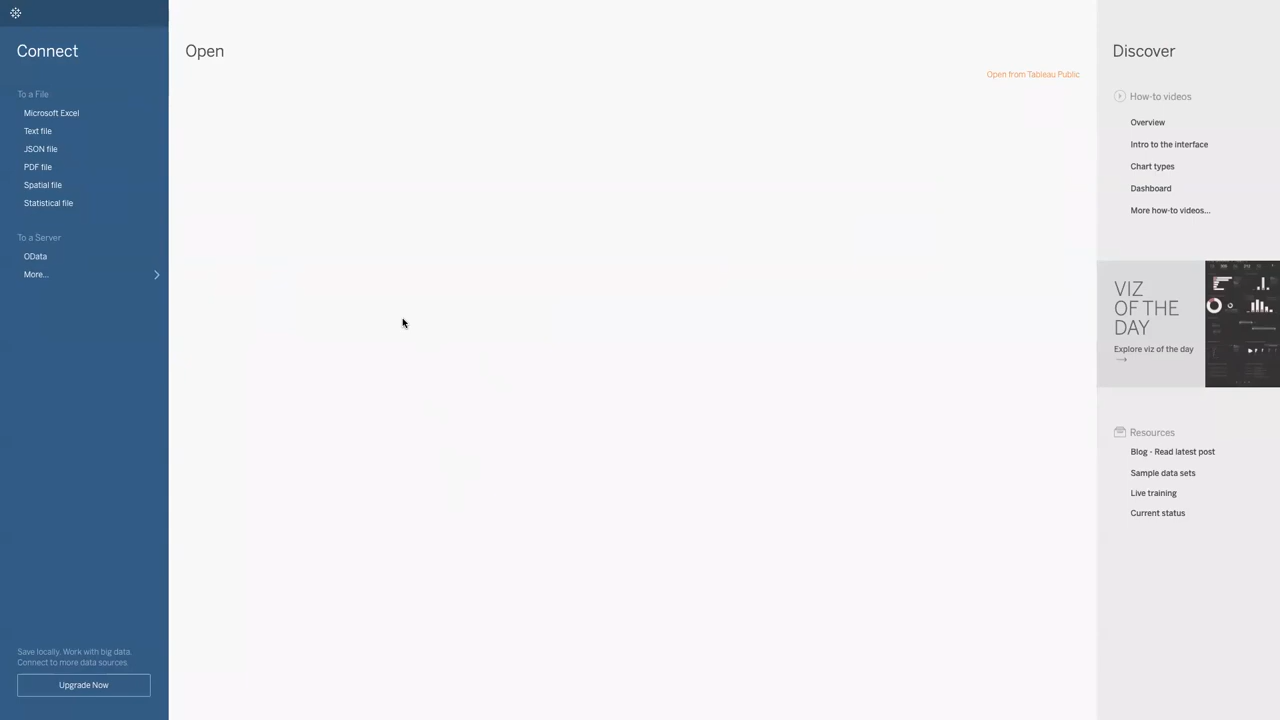 Connect
To a File
Microsoft Excel
Text file
JSON file
PDF file
Spatial file
Statistical file
To a Server
OData
More...
Save locally. Work with big data.
Connect to more data sources.
Upgrade Now
Open
Open from Tableau Public
Discover
How-to videos
Overview
Intro to the interface
Chart types
Dashboard
More how-to videos...
VIZ
OF THE
DAY
Explore viz of the day
→
Resources
Blog - Read latest post
Sample data sets
Live training
Current status